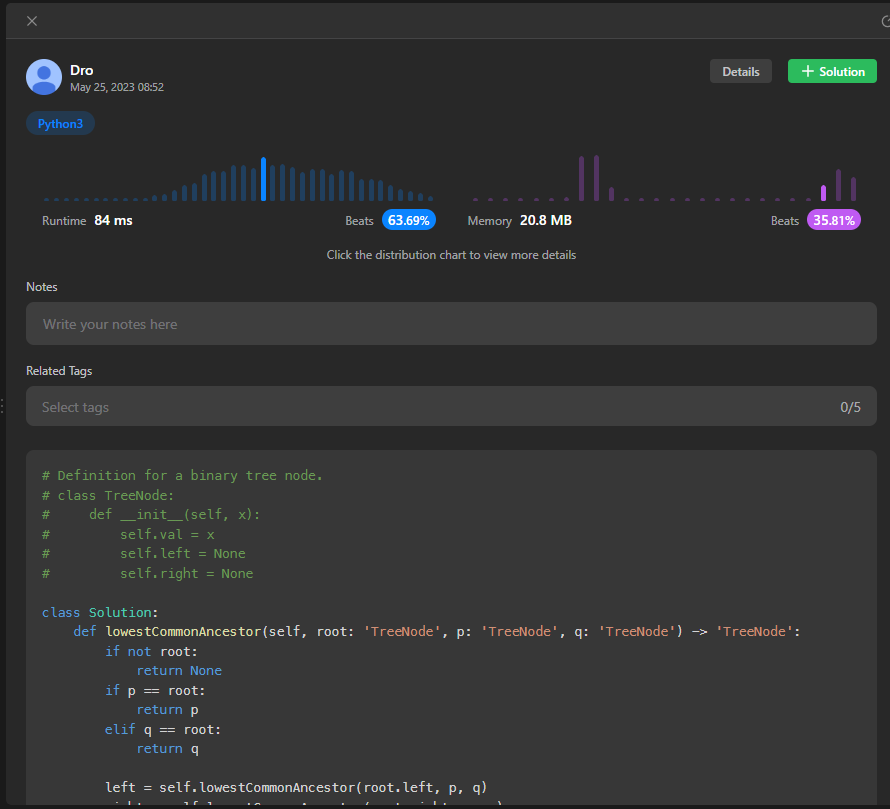 Dro
May 25, 2023 08:52
Details
Solution
Python3
Runtime 84 ms
Beats 63.69%
Memory 20.8 MB
Beats 35.81%
Click the distribution chart to view more details
Notes
Write your notes here
Related Tags
Select tags
0/5
# Definition for a binary tree node.
# class TreeNode:
#     def __init__(self, x):
#         self.val = x
#         self.left = None
#         self.right = None
class Solution:
    def lowestCommonAncestor(self, root: 'TreeNode', p: 'TreeNode', q: 'TreeNode') -> 'TreeNode':
        if not root:
            return None
        if p == root:
            return p
        elif q == root:
            return q
        left = self.lowestCommonAncestor(root.left, p, q)